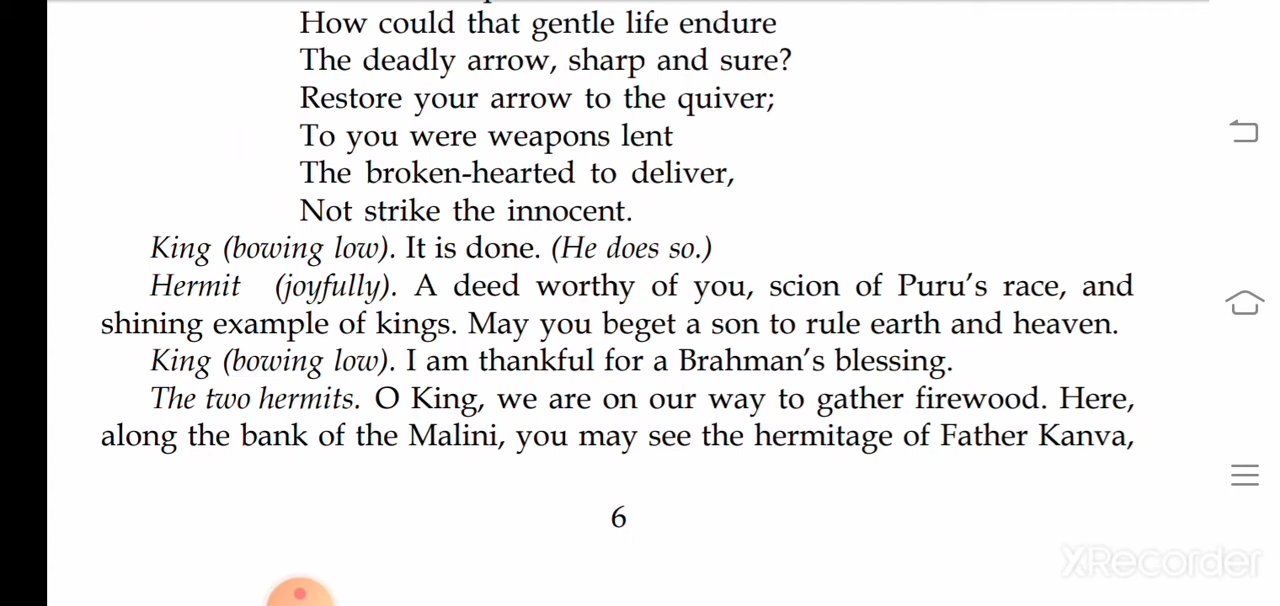 How could that gentle life endure
The deadly arrow, sharp and sure?
Restore your arrow to the quiver;
To you were weapons lent
The broken-hearted to deliver,
Not strike the innocent.
King (bowing low). It is done. (He does so.)
Hermit (joyfully). A deed worthy of you, scion of Puru's race, and
shining example of kings. May you beget a son to rule earth and heaven.
King (bowing low). I am thankful for a Brahman's blessing.
The two hermits. O King, we are on our way to gather firewood. Here,
along the bank of the Malini, you may see the hermitage of Father Kanva,
6
XRecorder